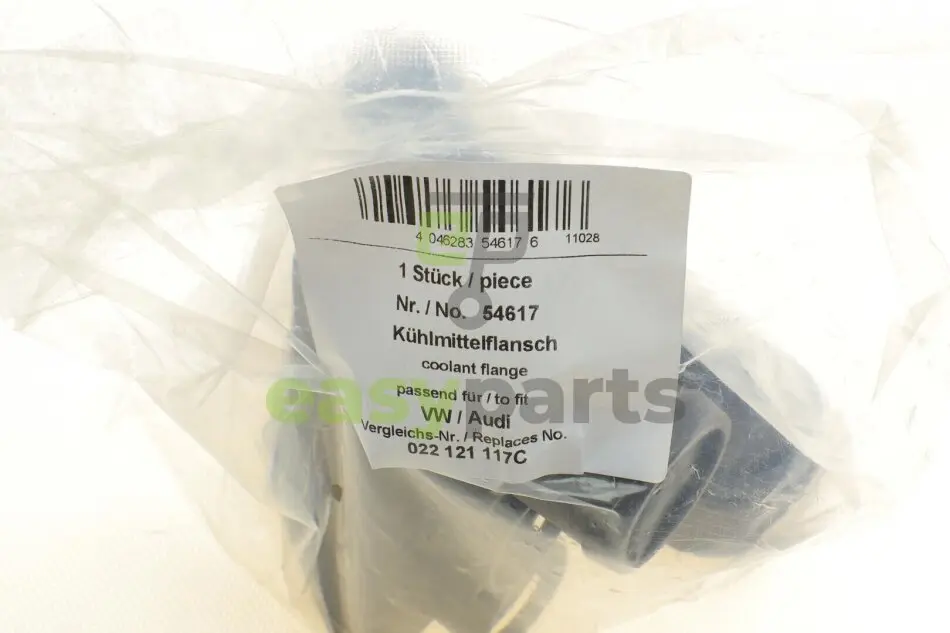 4 046283 54617 6 11028
1 Stück / piece
Nr. / No. 54617
Kühlmittelflansch
coolant flange
easyparts
passend für / to fit
VW / Audi
Vergleichs-Nr. / Replaces No.
022 121 117C